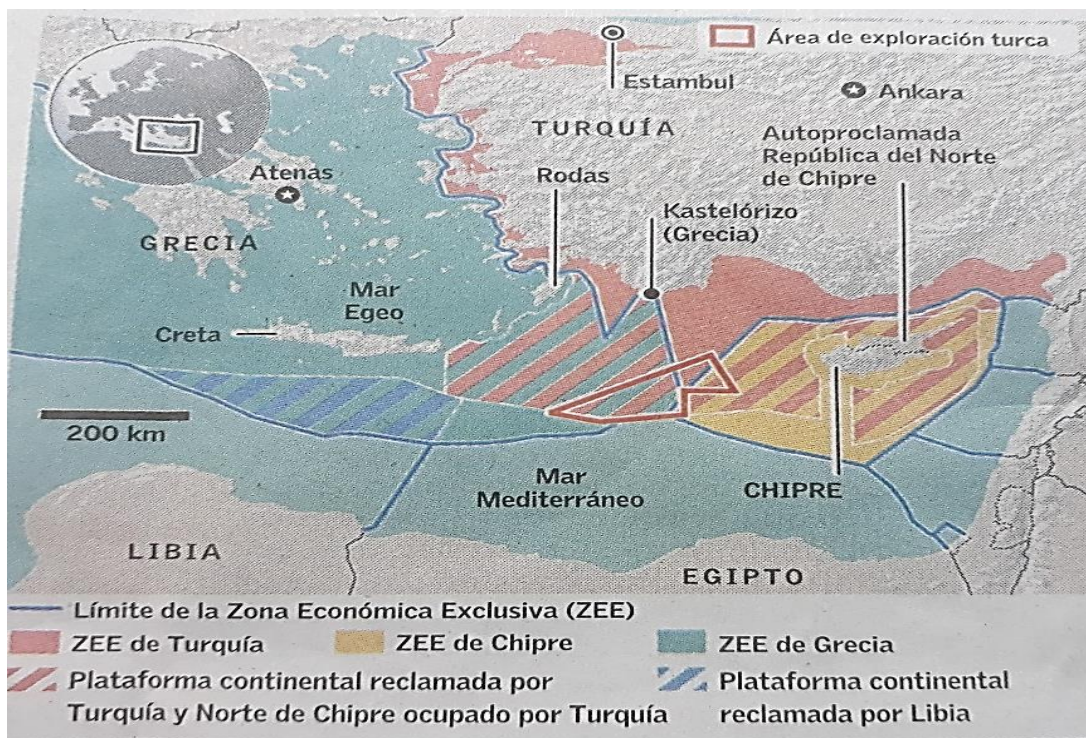 Área de exploración turca
Estambul
Ankara
TURQUÍA
Autoproclamada
República del Norte
de Chipre
Atenas
Rodas
Kastelórizo
(Grecia)
GRECIA
Mar
Egeo
Creta
200 km
Mar
Mediterráneo
CHIPRE
LIBIA
EGIPTO
Límite de la Zona Económica Exclusiva (ZEE)
ZEE de Turquía
ZEE de Chipre
ZEE de Grecia
Plataforma continental reclamada por
Turquía y Norte de Chipre ocupado por Turquía
Plataforma continental
reclamada por Libia